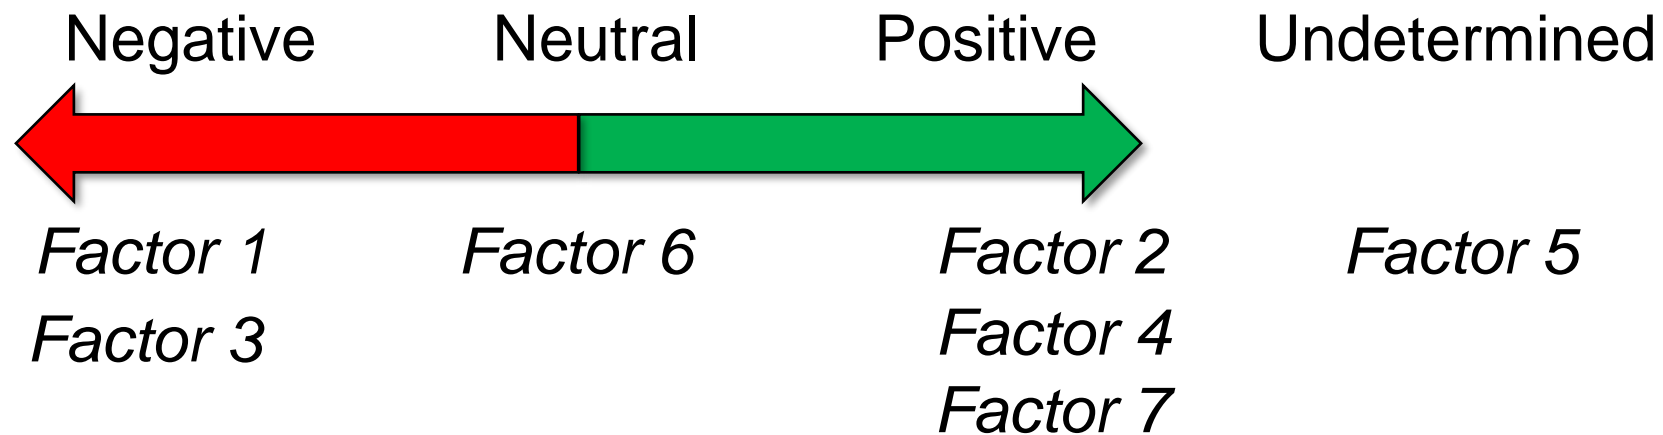 Negative Neutral Positive Undetermined
Factor 1 Factor 6 Factor 2 Factor 5
Factor 3 Factor 4
Factor 7